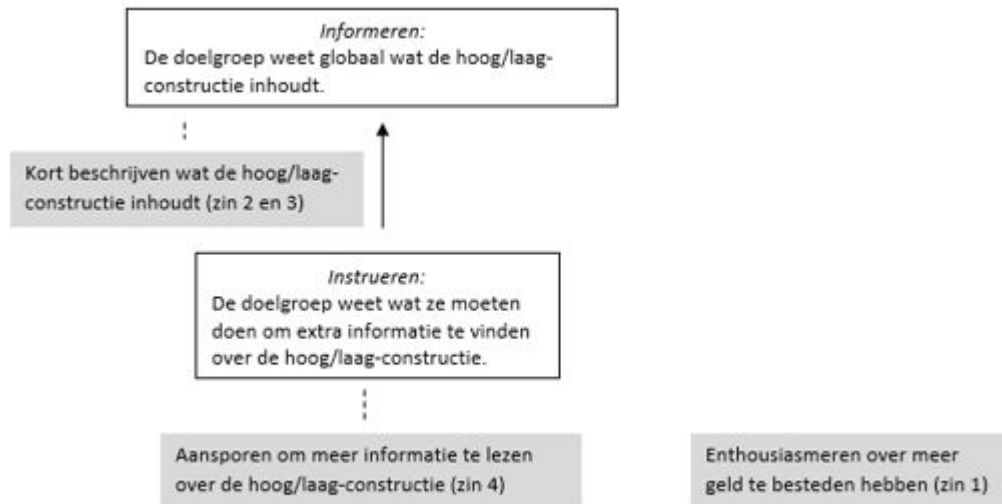 Informeren:
De doelgroep weet globaal wat de hoog/laag-
constructie inhoudt.
Kort beschrijven wat de hoog/laag-
constructie inhoudt (zin 2 en 3)
Instrueren:
De doelgroep weet wat ze moeten
doen om extra informatie te vinden
over de hoog/laag-constructie.
Aansporen om meer informatie te lezen
over de hoog/laag-constructie (zin 4)
Enthousiasmeren over meer
geld te besteden hebben (zin 1)